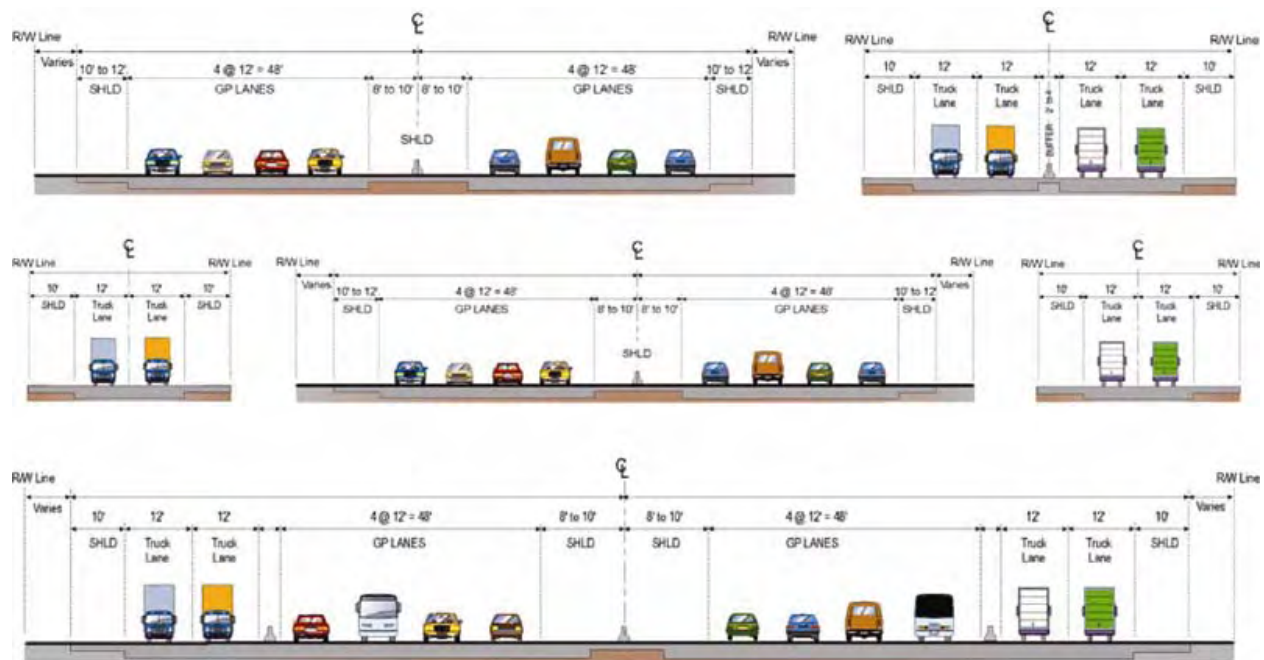 ℄
R/W Line R/W Line
Varies Varies
10' to 12' 4 @ 12' = 48' 8' to 10' 8' to 10' 4 @ 12' = 48' 10' to 12'
SHLD GP LANES GP LANES SHLD
SHLD
℄
R/W Line R/W Line
10' 12' 12' 12' 12' 10'
SHLD Truck Truck Truck Truck SHLD
Lane Lane Lane Lane
BUFFER
℄
R/W Line R/W Line
10' 12' 12' 10'
SHLD Truck Truck SHLD
Lane Lane
℄
R/W Line R/W Line
Varies Varies
10' to 12' 4 @ 12' = 48' 4 @ 12' = 48' 10' to 12'
SHLD GP LANES 8' to 10' 8' to 10' GP LANES SHLD
SHLD
℄
R/W Line R/W Line
10' 12' 12' 10'
SHLD Truck Truck SHLD
Lane Lane
℄
R/W Line R/W Line
Varies Varies
10' 12' 12' 4 @ 12' = 48' 8' to 10' 8' to 10' 4 @ 12' = 48' 12' 12' 10'
SHLD Truck Truck GP LANES SHLD SHLD GP LANES Truck Truck SHLD
Lane Lane Lane Lane